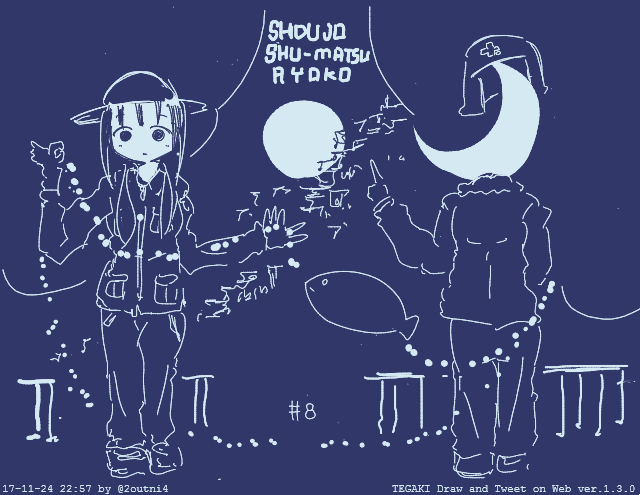 SHOUJO
SHU-MATSU
RYOKO
#8
17-11-24 22:57 by @2outni4
TEGAKI Draw and Tweet on Web ver.1.3.0